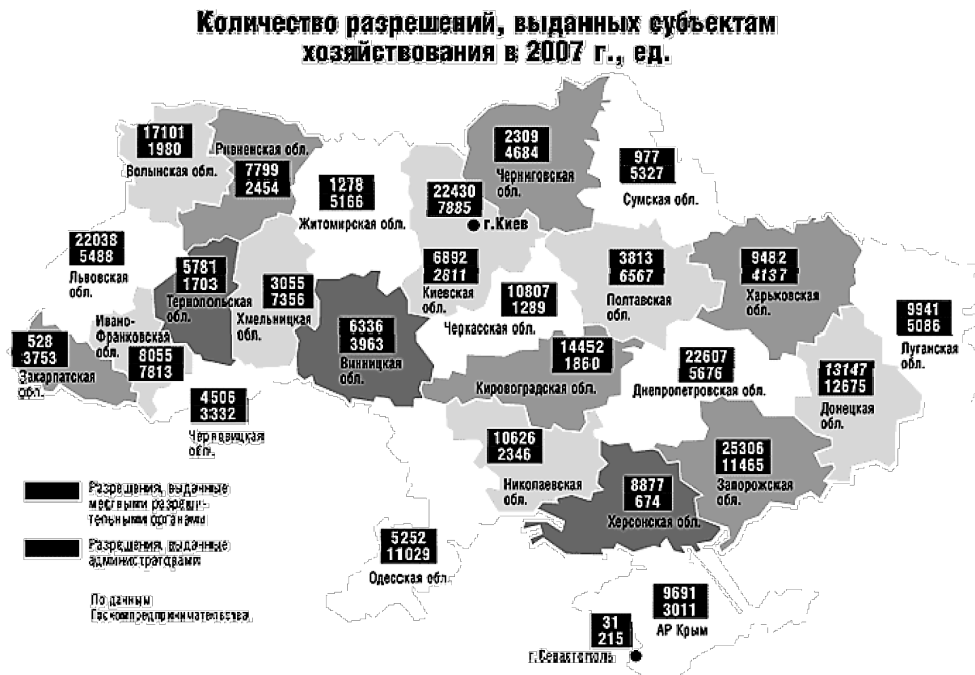 Количество разрешений, выданных субъектам
хозяйствования в 2007 г., ед.
17101
1980
Волынская обл.
Ривненская обл.
7799
2454
1278
5166
Житомирская обл.
22430
7885
г.Киев
2309
4684
Черниговская
обл.
977
5327
Сумская обл.
22038
5488
Львовская
обл.
5781
1703
Тернопольская
обл.
3055
7356
Хмельницкая
обл.
6892
2611
Киевская
обл.
10807
1289
Черкасская обл.
3813
6567
Полтавская
обл.
9482
4137
Харьковская
обл.
9941
5086
Луганская
обл.
528
3753
Закарпатская
обл.
Ивано-
Франковская
обл.
8055
7813
6336
3963
Винницкая
обл.
14452
1860
Кировоградская обл.
22607
5676
Днепропетровская обл.
13147
12675
Донецкая
обл.
4506
3332
Черновицкая
обл.
10626
2346
Николаевская
обл.
8877
674
Херсонская обл.
25306
11465
Запорожская
обл.
5252
11029
Одесская обл.
9691
3011
АР Крым
31
215
г.Севастополь
Разрешения, выданные
местными разреши-
тельными органами
Разрешения, выданные
администраторами
По данным
Госкомпредпринимательства